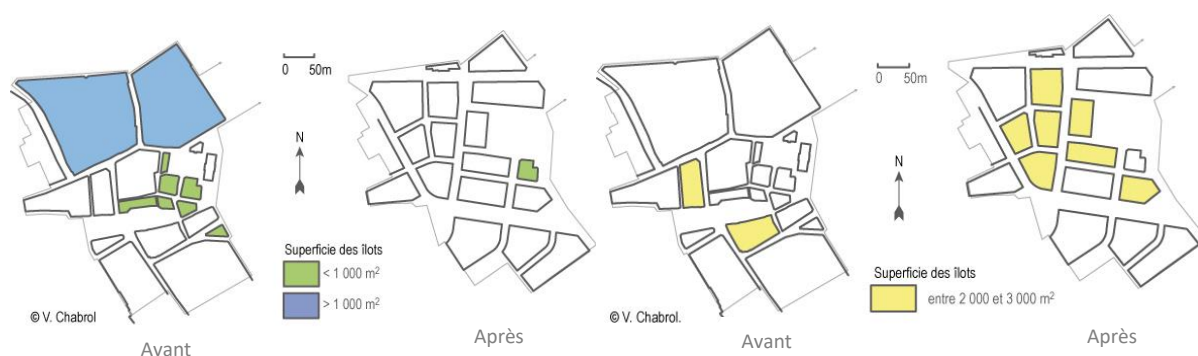 0 50m
N
Superficie des îlots
< 1 000 m²
> 1 000 m²
© V. Chabrol
Avant
Après
0 50m
N
Superficie des îlots
entre 2 000 et 3 000 m²
© V. Chabrol.
Avant
Après